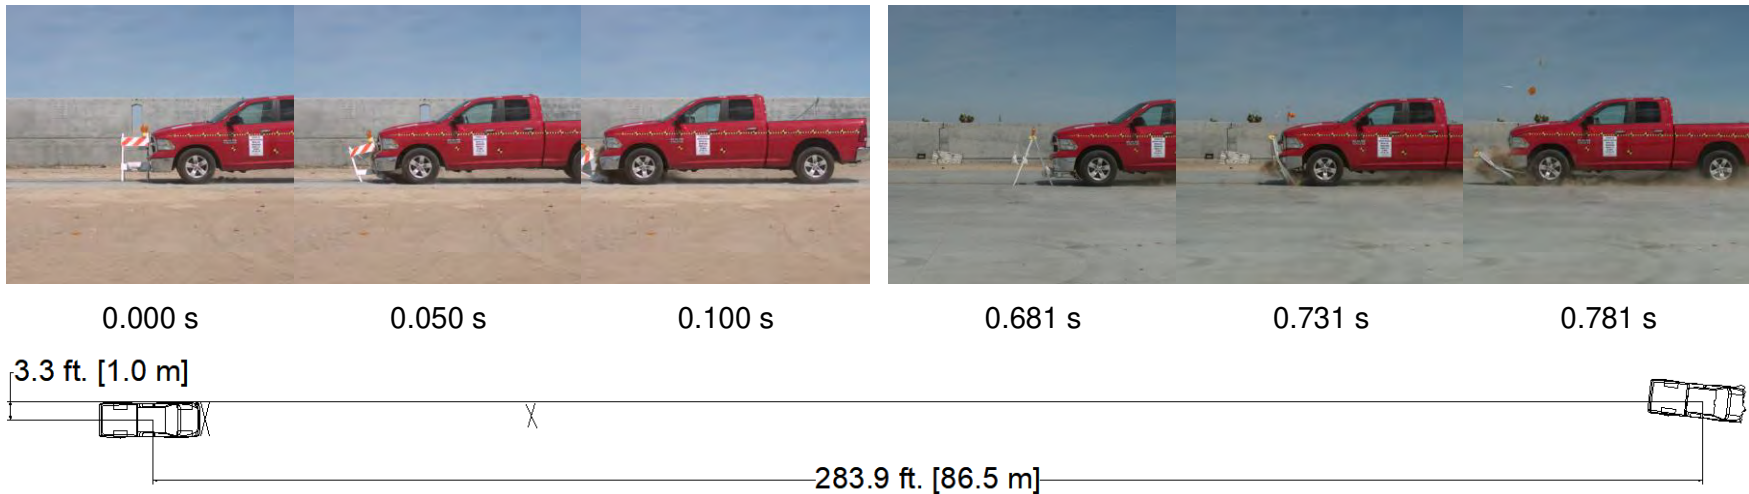 0.000 s
0.050 s
0.100 s
0.681 s
0.731 s
0.781 s
3.3 ft. [1.0 m]
283.9 ft. [86.5 m]